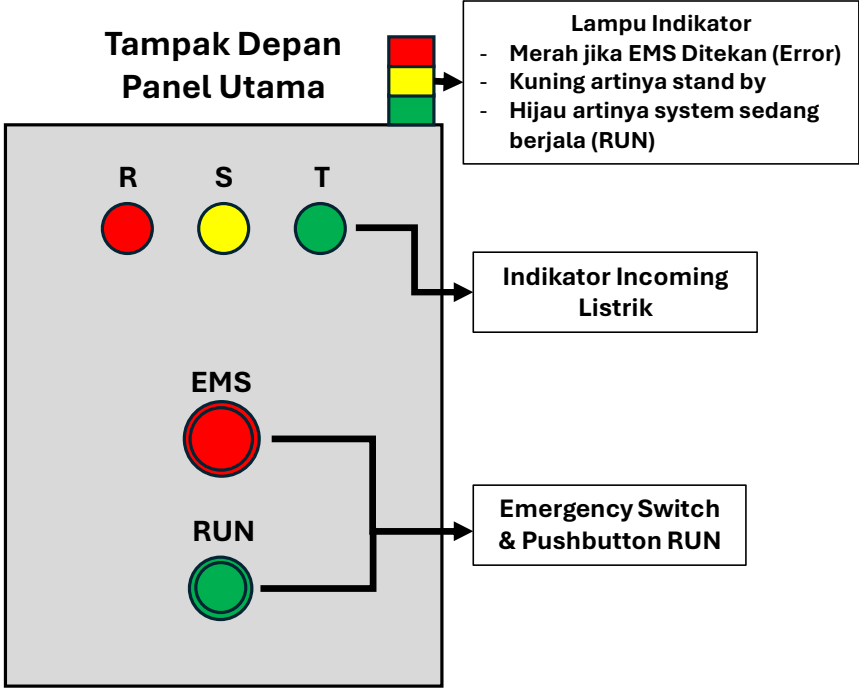 Tampak Depan
Panel Utama
Lampu Indikator
- Merah jika EMS Ditekan (Error)
- Kuning artinya stand by
- Hijau artinya system sedang
berjala (RUN)
R S T
Indikator Incoming
Listrik
EMS
RUN
Emergency Switch
& Pushbutton RUN